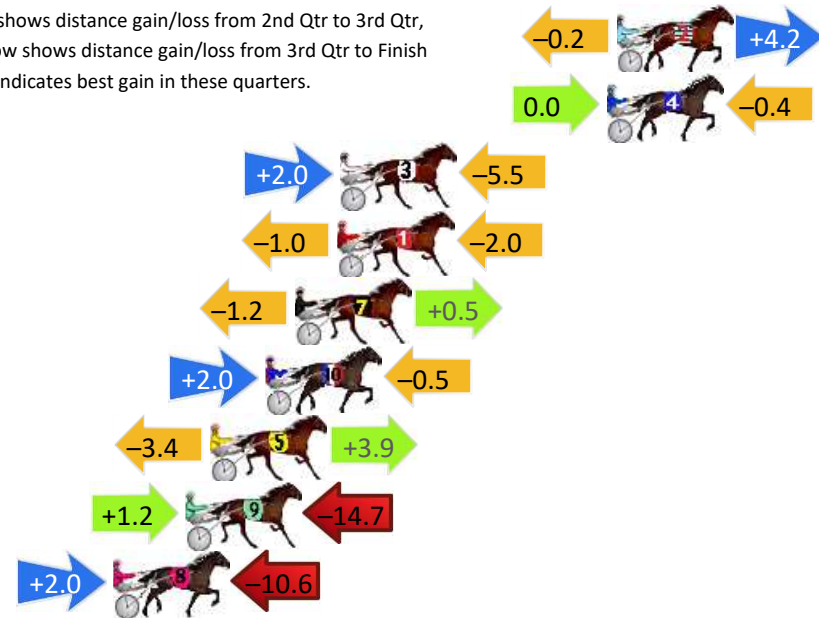 shows distance gain/loss from 2nd Qtr to 3rd Qtr,
ow shows distance gain/loss from 3rd Qtr to Finish
ndicates best gain in these quarters.
–0.2 +4.2
0.0 4 –0.4
+2.0 3 –5.5
–1.0 1 –2.0
–1.2 7 +0.5
+2.0 10 –0.5
–3.4 5 +3.9
+1.2 9 –14.7
+2.0 8 –10.6